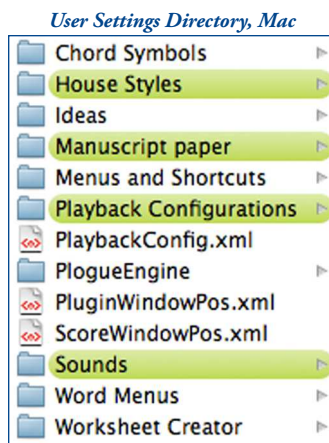 User Settings Directory, Mac
Chord Symbols
House Styles
Ideas
Manuscript paper
Menus and Shortcuts
Playback Configurations
PlaybackConfig.xml
PlogueEngine
PluginWindowPos.xml
ScoreWindowPos.xml
Sounds
Word Menus
Worksheet Creator